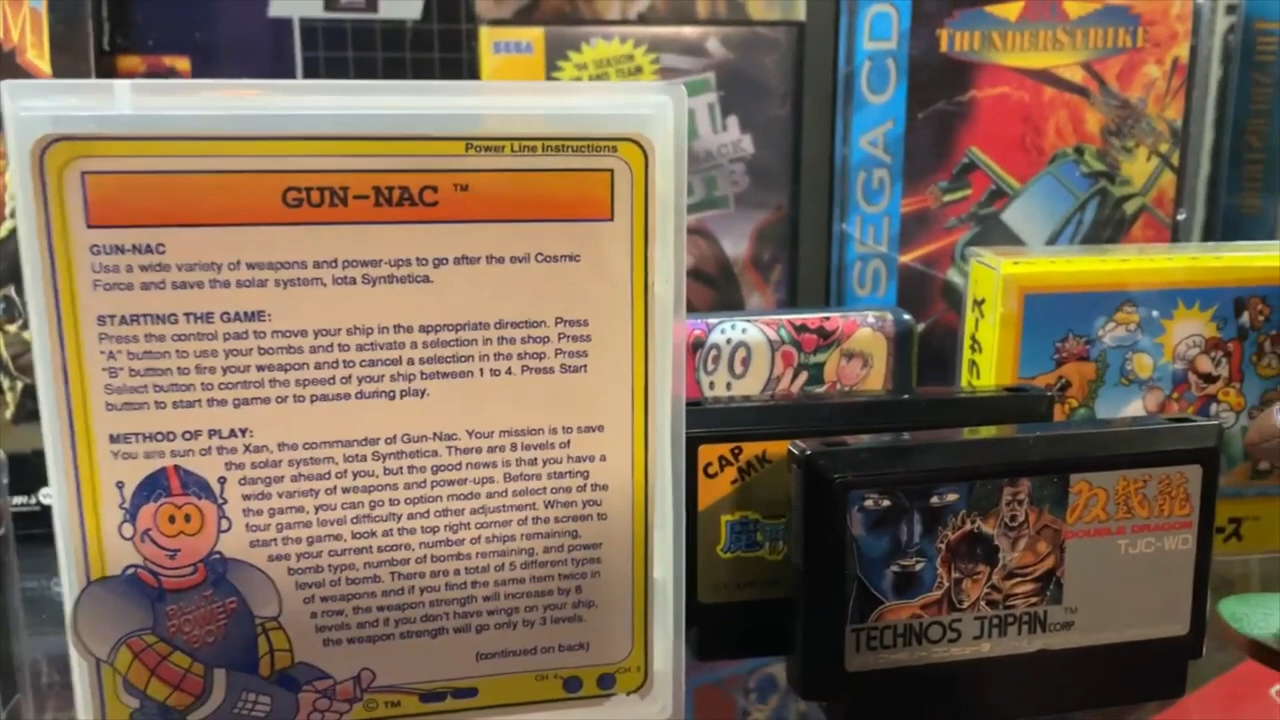 Power Line Instructions
GUN-NAC ™
GUN-NAC
Usa a wide variety of weapons and power-ups to go after the evil Cosmic
Force and save the solar system, Iota Synthetica.
STARTING THE GAME:
Press the control pad to move your ship in the appropriate direction. Press
"A" button to use your bombs and to activate a selection in the shop. Press
"B" button to fire your weapon and to cancel a selection in the shop. Press
Select button to control the speed of your ship between 1 to 4. Press Start
button to start the game or to pause during play.
METHOD OF PLAY:
You are sun of the Xan, the commander of Gun-Nac. Your mission is to save
the solar system, Iota Synthetica. There are 8 levels of
danger ahead of you, but the good news is that you have a
wide variety of weapons and power-ups. Before starting
the game, you can go to option mode and select one of the
four game level difficulty and other adjustment. When you
start the game, look at the top right corner of the screen to
see your current score, number of ships remaining,
bomb type, number of bombs remaining, and power
level of bomb. There are a total of 5 different types
of weapons and if you find the same item twice in
a row, the weapon strength will increase by 8
levels and if you don't have wings on your ship,
the weapon strength will go only by 3 levels.
(continued on back)
POWER
BOT
CH. 4
CH. 3
© TM
SEGA
'94 SEASON
AND TEAM
BACK
SEGA CD
THUNDERSTRIKE
CAP
-MK
魔
双截龍
DOUBLE DRAGON
TJC-WD
TECHNOS JAPAN CORP ™